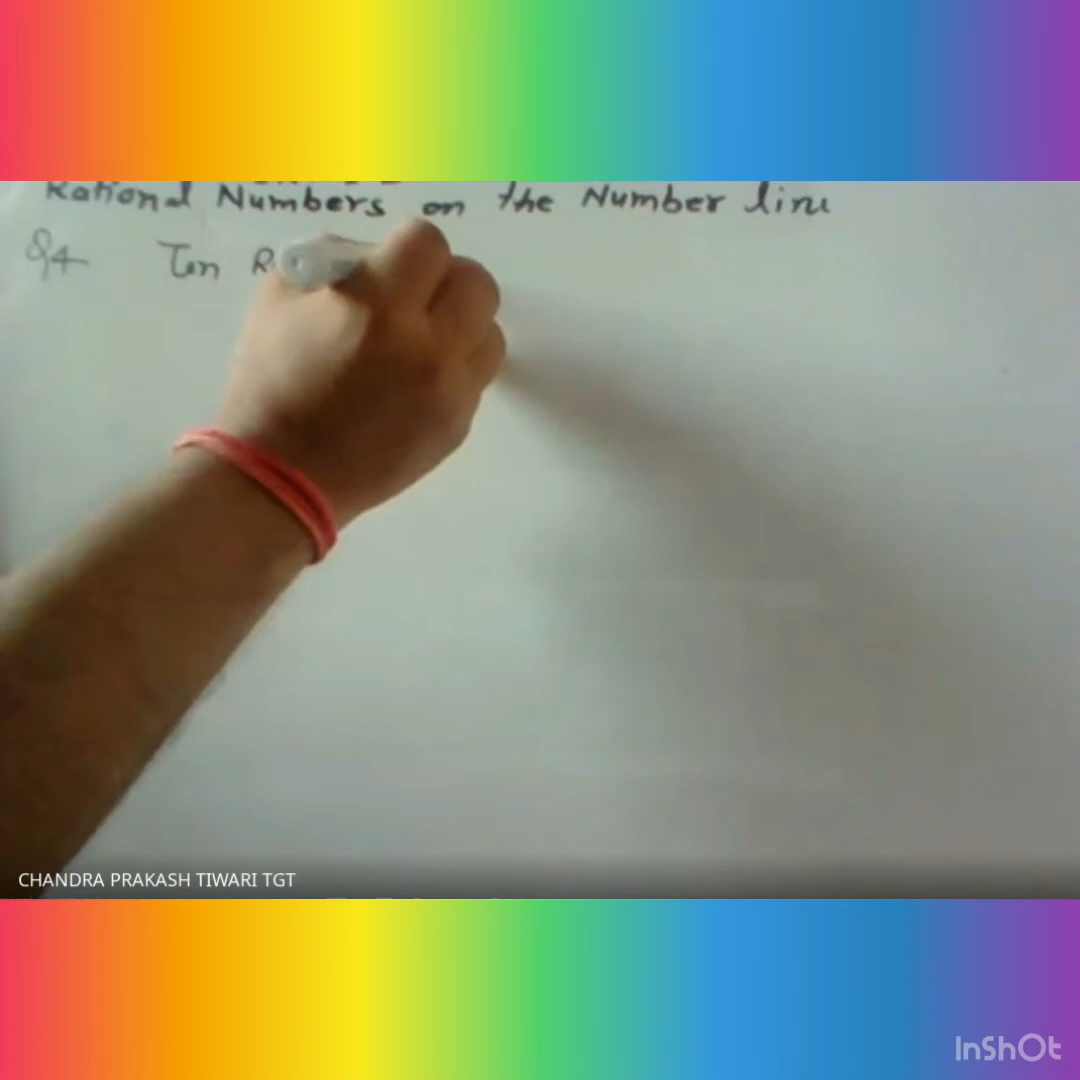 Rational Numbers on the Number line
Q4 Ten R
CHANDRA PRAKASH TIWARI TGT
InShOt